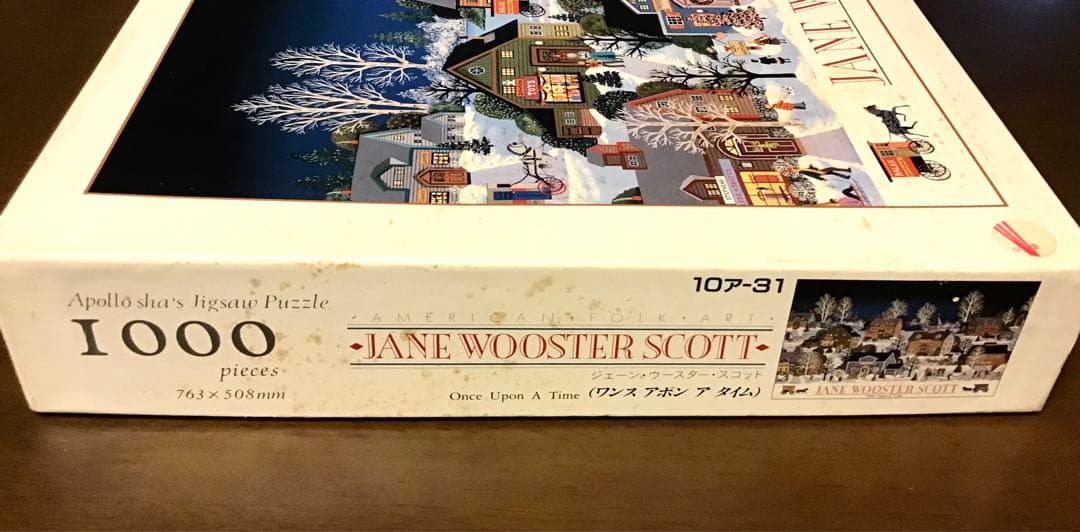 JANE W
TOYS
Apollo sha's Jigsaw Puzzle
1000
pieces
763×508mm
10ア-31
・AMERICAN・FOLK・ART・
♦JANE WOOSTER SCOTT♦
ジェーン・ウースター・スコット
Once Upon A Time (ワンス アポン ア タイム)
JANE WOOSTER SCOTT